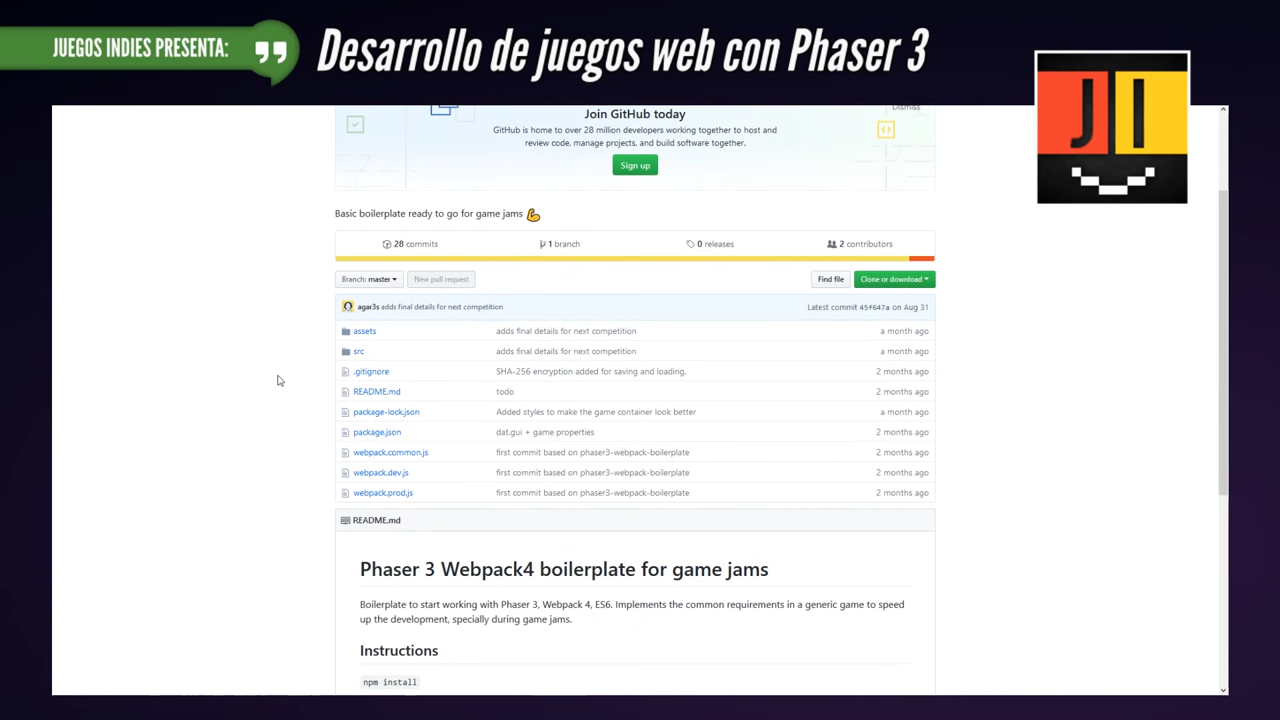 JUEGOS INDIES PRESENTA:
Desarrollo de juegos web con Phaser 3
JI
Dismiss
Join GitHub today
GitHub is home to over 28 million developers working together to host and
review code, manage projects, and build software together.
Sign up
Basic boilerplate ready to go for game jams 💪
28 commits 1 branch 0 releases 2 contributors
Branch: master New pull request Find file Clone or download
agar3s adds final details for next competition Latest commit 45f647a on Aug 31
assets adds final details for next competition a month ago
src adds final details for next competition a month ago
.gitignore SHA-256 encryption added for saving and loading. 2 months ago
README.md todo 2 months ago
package-lock.json Added styles to make the game container look better a month ago
package.json dat.gui + game properties 2 months ago
webpack.common.js first commit based on phaser3-webpack-boilerplate 2 months ago
webpack.dev.js first commit based on phaser3-webpack-boilerplate 2 months ago
webpack.prod.js first commit based on phaser3-webpack-boilerplate 2 months ago
README.md
Phaser 3 Webpack4 boilerplate for game jams
Boilerplate to start working with Phaser 3, Webpack 4, ES6. Implements the common requirements in a generic game to speed
up the development, specially during game jams.
Instructions
npm install